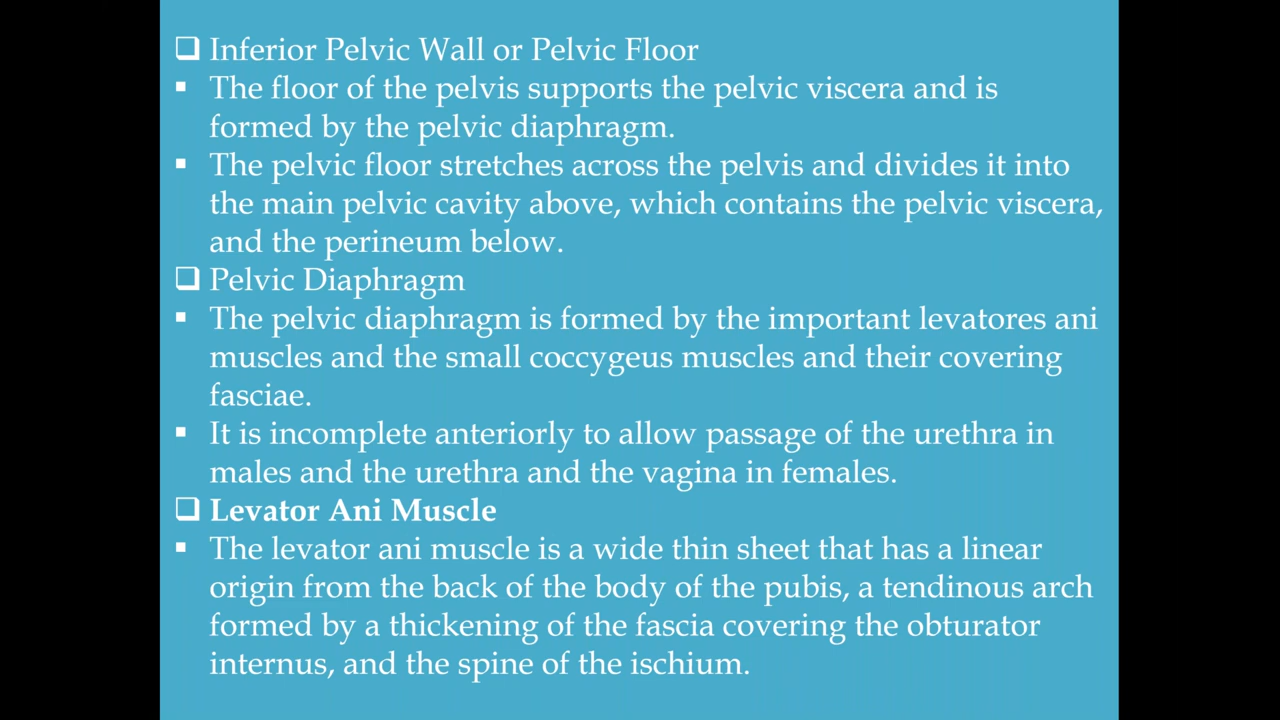 ❑ Inferior Pelvic Wall or Pelvic Floor
▪ The floor of the pelvis supports the pelvic viscera and is
formed by the pelvic diaphragm.
▪ The pelvic floor stretches across the pelvis and divides it into
the main pelvic cavity above, which contains the pelvic viscera,
and the perineum below.
❑ Pelvic Diaphragm
▪ The pelvic diaphragm is formed by the important levatores ani
muscles and the small coccygeus muscles and their covering
fasciae.
▪ It is incomplete anteriorly to allow passage of the urethra in
males and the urethra and the vagina in females.
❑ Levator Ani Muscle
▪ The levator ani muscle is a wide thin sheet that has a linear
origin from the back of the body of the pubis, a tendinous arch
formed by a thickening of the fascia covering the obturator
internus, and the spine of the ischium.